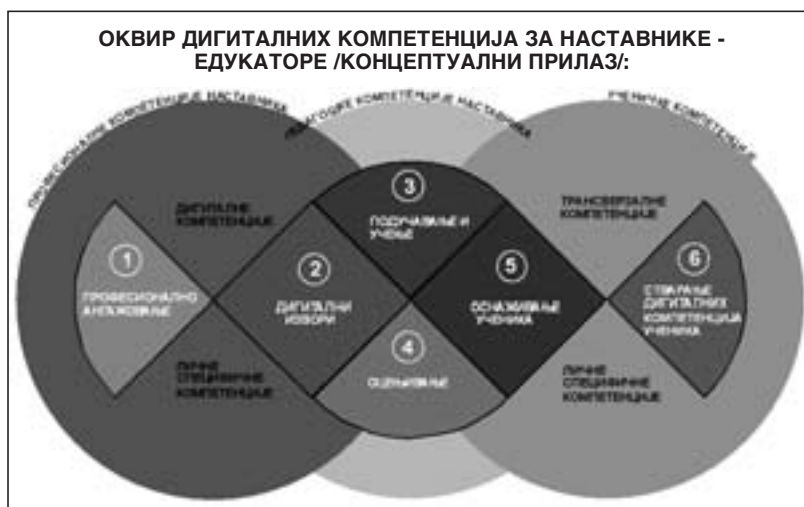 ОКВИР ДИГИТАЛНИХ КОМПЕТЕНЦИЈА ЗА НАСТАВНИКЕ -
ЕДУКАТОРЕ /КОНЦЕПТУАЛНИ ПРИЛАЗ/:
ПРОФЕСИОНАЛНЕ КОМПЕТЕНЦИЈЕ НАСТАВНИКА
ПЕДАГОШКЕ КОМПЕТЕНЦИЈЕ НАСТАВНИКА
УЧЕНИЧКЕ КОМПЕТЕНЦИЈЕ
ДИГИТАЛНЕ
КОМПЕТЕНЦИЈЕ
ЛИЧНЕ
СПЕЦИФИЧНЕ
КОМПЕТЕНЦИЈЕ
1
ПРОФЕСИОНАЛНО
АНГАЖОВАЊЕ
2
ДИГИТАЛНИ
ИЗВОРИ
3
ПОДУЧАВАЊЕ И
УЧЕЊЕ
4
ОЦЕЊИВАЊЕ
5
ОСНАЖИВАЊЕ
УЧЕНИКА
ТРАНСВЕРЗАЛНЕ
КОМПЕТЕНЦИЈЕ
6
СТВАРАЊЕ
ДИГИТАЛНИХ
КОМПЕТЕНЦИЈА
УЧЕНИКА
ЛИЧНЕ
СПЕЦИФИЧНЕ
КОМПЕТЕНЦИЈЕ